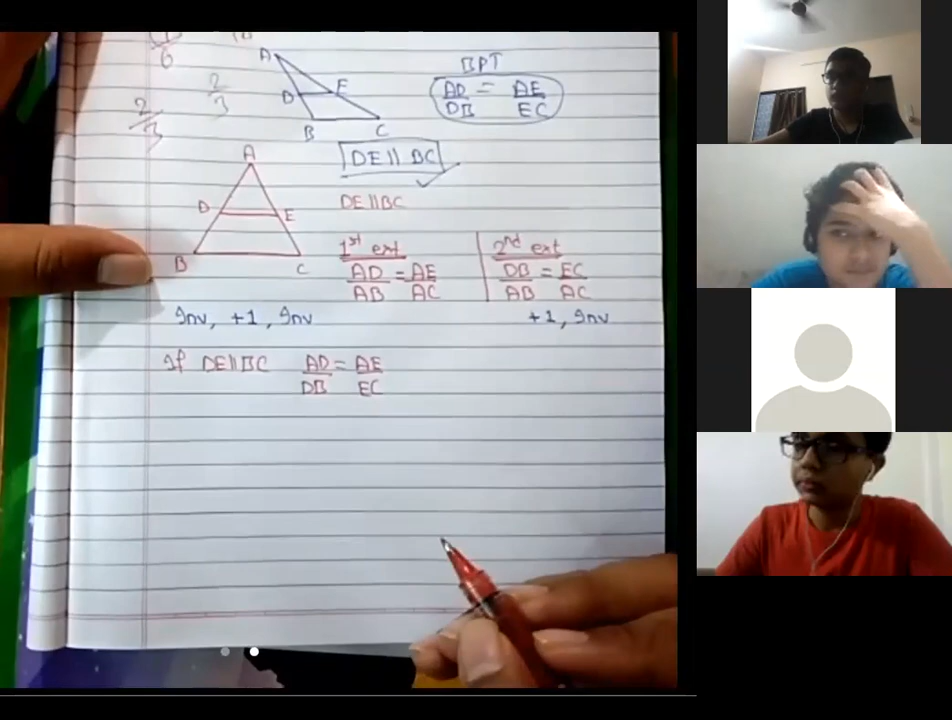 6
A
BPT
2/3
D E
AD/DB = AE/EC
2/3
B C
A
DE || BC
D E
DE || BC
B C
1st ext
2nd ext
AD/AB = AE/AC
DB/AB = EC/AC
Inv, +1, Inv
+1, Inv
If DE || BC AD/DB = AE/EC